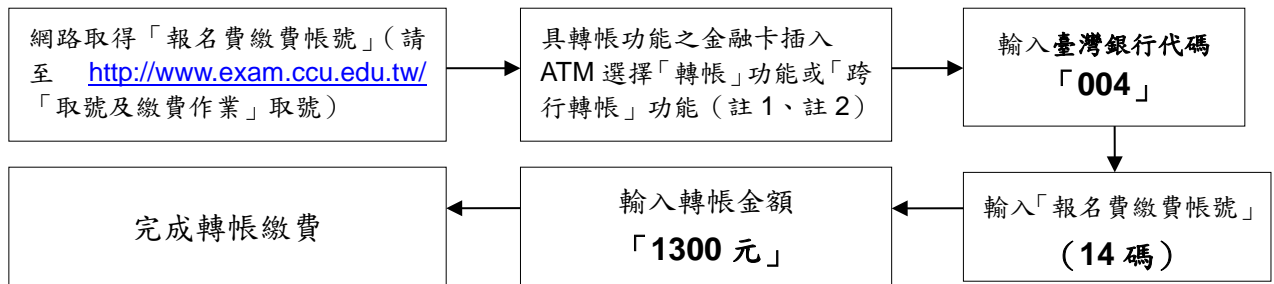 網路取得「報名費繳費帳號」(請
至 http://www.exam.ccu.edu.tw/
「取號及繳費作業」取號)
具轉帳功能之金融卡插入
ATM 選擇「轉帳」功能或「跨
行轉帳」功能(註 1、註 2)
輸入臺灣銀行代碼
「004」
輸入「報名費繳費帳號」
(14 碼)
輸入轉帳金額
「1300 元」
完成轉帳繳費